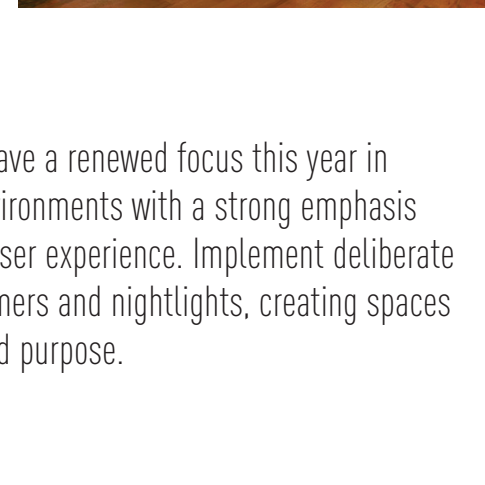 ave a renewed focus this year in
ironments with a strong emphasis
ser experience. Implement deliberate
mers and nightlights, creating spaces
d purpose.